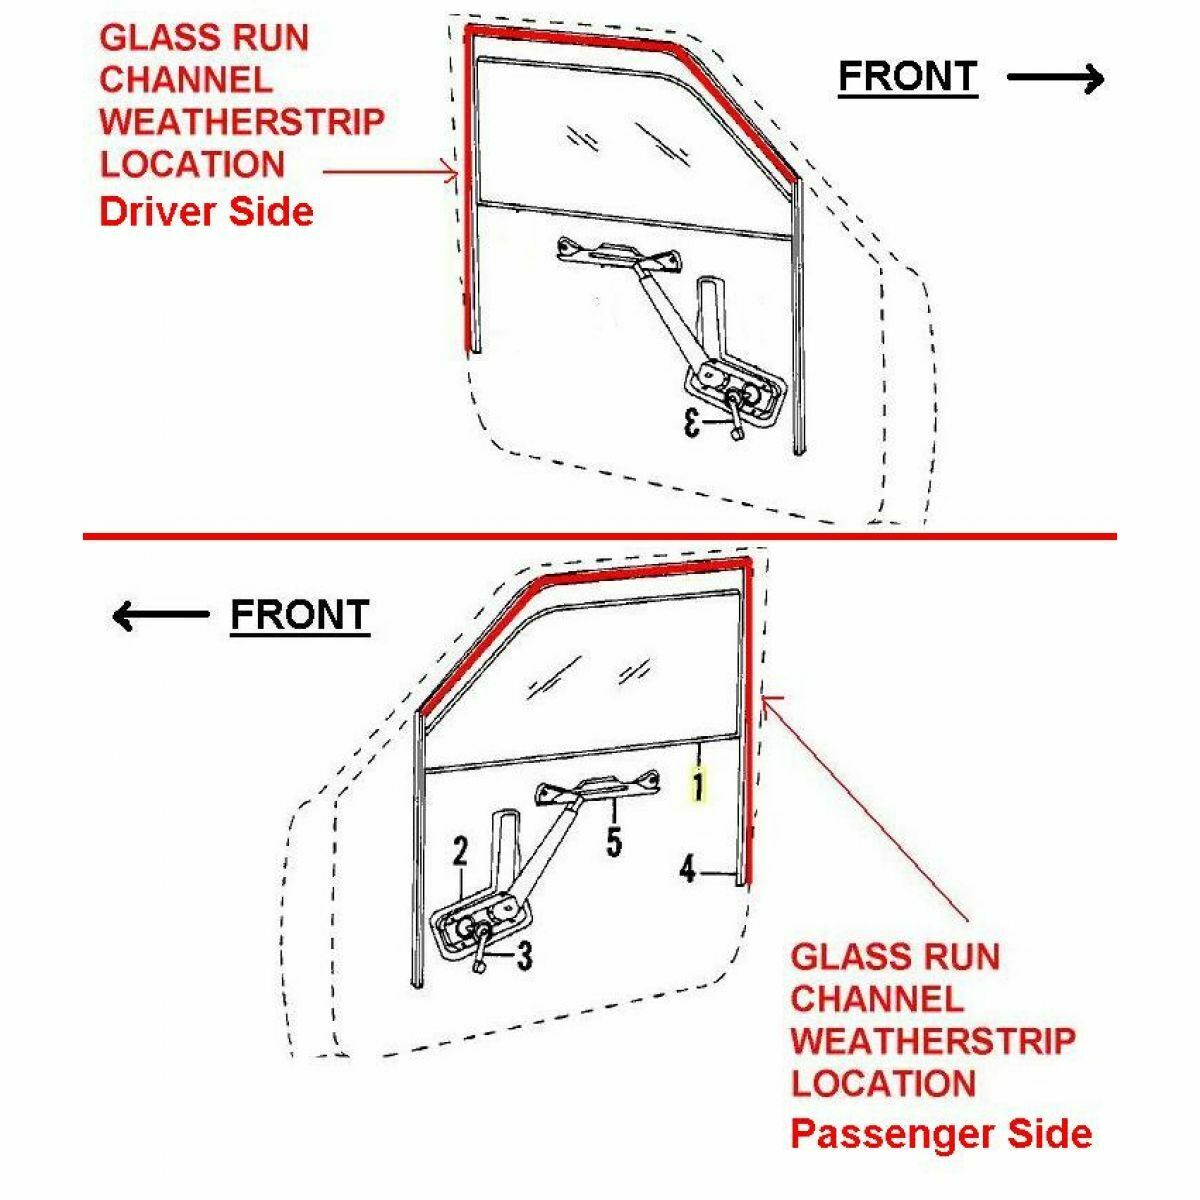 GLASS RUN
CHANNEL
WEATHERSTRIP
LOCATION
Driver Side
FRONT
3
FRONT
1
2
5
4
3
GLASS RUN
CHANNEL
WEATHERSTRIP
LOCATION
Passenger Side